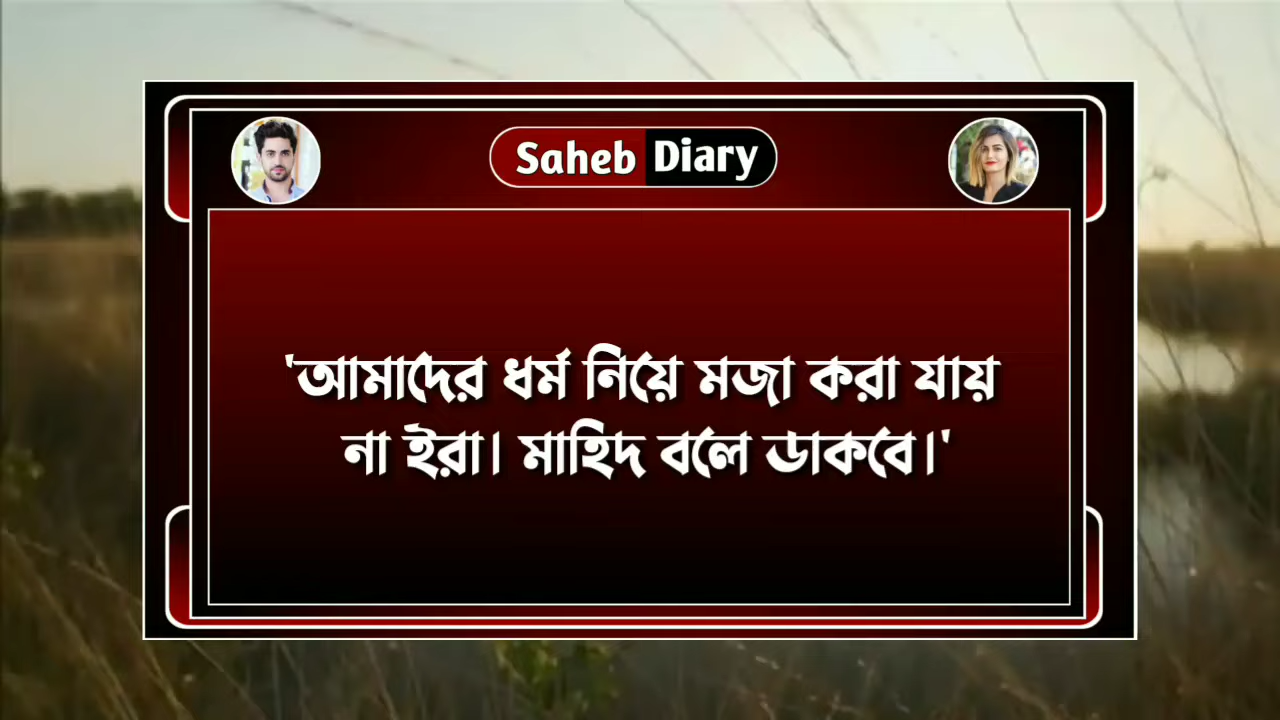 Saheb Diary
'আমাদের ধর্ম নিয়ে মজা করা যায়
না ইরা। মাহিদ বলে ডাকবে।'